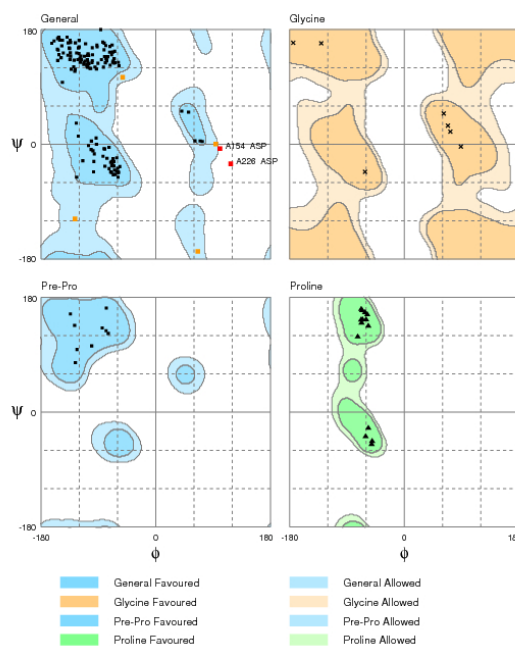 General
Glycine
180
ψ
0
A154 ASP
A226 ASP
-180
Pre-Pro
Proline
180
ψ
0
-180
-180
0
180
-180
0
180
ϕ
ϕ
General Favoured
General Allowed
Glycine Favoured
Glycine Allowed
Pre-Pro Favoured
Pre-Pro Allowed
Proline Favoured
Proline Allowed